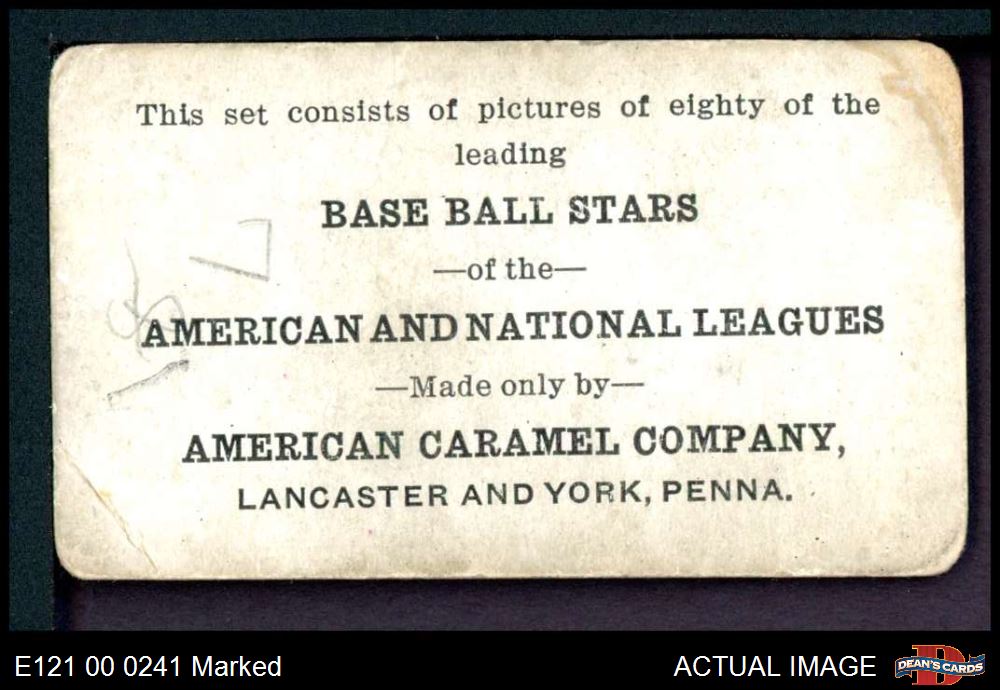 This set consists of pictures of eighty of the
leading
BASE BALL STARS
—of the—
AMERICAN AND NATIONAL LEAGUES
—Made only by—
AMERICAN CARAMEL COMPANY,
LANCASTER AND YORK, PENNA.
E121 00 0241 Marked
ACTUAL IMAGE
DEAN'S CARDS